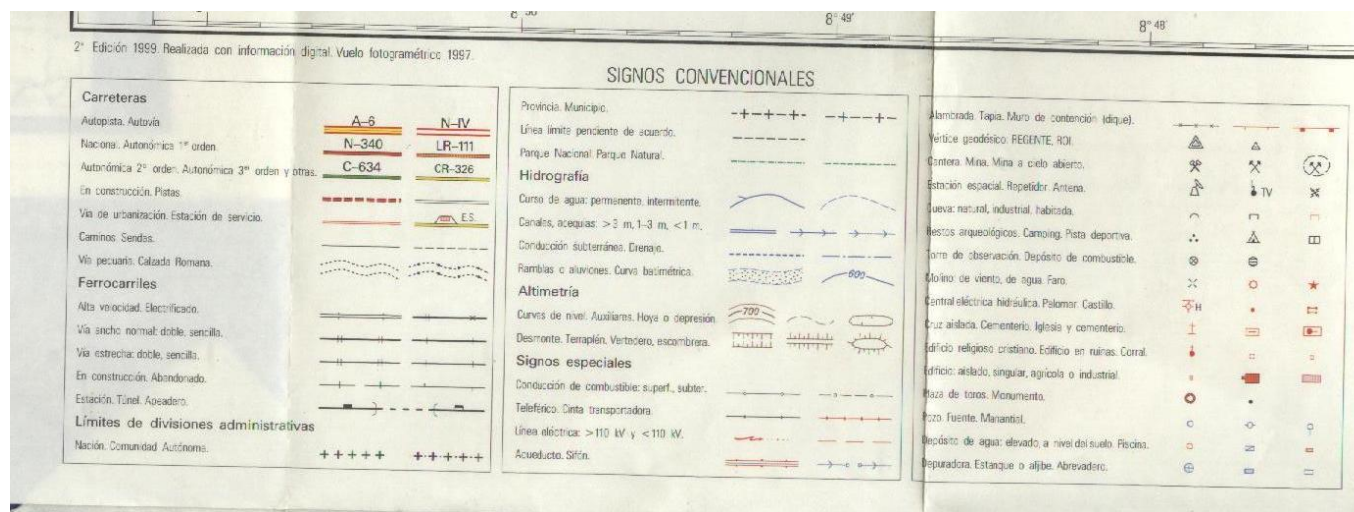 8° 49'
8° 48'
2ª Edición 1999. Realizada con información digital. Vuelo fotogramétrico 1997.
SIGNOS CONVENCIONALES
Carreteras
Autopista. Autovía. A-6 N-IV
Nacional. Autonómica 1er orden. N-340 LR-111
Autonómica 2º orden. Autonómica 3er orden y otras. C-634 CR-326
En construcción. Pistas.
Vía de urbanización. Estación de servicio. E.S.
Caminos. Sendas.
Vía pecuaria. Calzada Romana.
Ferrocarriles
Alta velocidad. Electrificado.
Vía ancho normal: doble, sencilla.
Vía estrecha: doble, sencilla.
En construcción. Abandonado.
Estación. Túnel. Apeadero.
Límites de divisiones administrativas
Nación. Comunidad Autónoma.
Provincia. Municipio.
Línea límite pendiente de acuerdo.
Parque Nacional. Parque Natural.
Hidrografía
Curso de agua: permanente, intermitente.
Canales, acequias: >3 m, 1-3 m, <1 m.
Conducción subterránea. Drenaje.
Ramblas o aluviones. Curva batimétrica. 600
Altimetría
Curvas de nivel. Auxiliares. Hoya o depresión. 700
Desmonte. Terraplén. Vertedero, escombrera.
Signos especiales
Conducción de combustible: superf., subter.
Teleférico. Cinta transportadora.
Línea eléctrica: >110 kV y <110 kV.
Acueducto. Sifón.
Alambrada. Tapia. Muro de contención (dique).
Vértice geodésico: REGENTE, ROI.
Cantera. Mina. Mina a cielo abierto.
Estación espacial. Repetidor. Antena. TV
Cueva: natural, industrial, habitada.
Restos arqueológicos. Camping. Pista deportiva.
Torre de observación. Depósito de combustible.
Molino: de viento, de agua. Faro.
Central eléctrica hidráulica. Palomar. Castillo. H
Cruz aislada. Cementerio. Iglesia y cementerio.
Edificio religioso cristiano. Edificio en ruinas. Corral.
Edificio: aislado, singular, agrícola o industrial.
Plaza de toros. Monumento.
Pozo. Fuente. Manantial.
Depósito de agua: elevado, a nivel del suelo. Piscina.
Depuradora. Estanque o aljibe. Abrevadero.